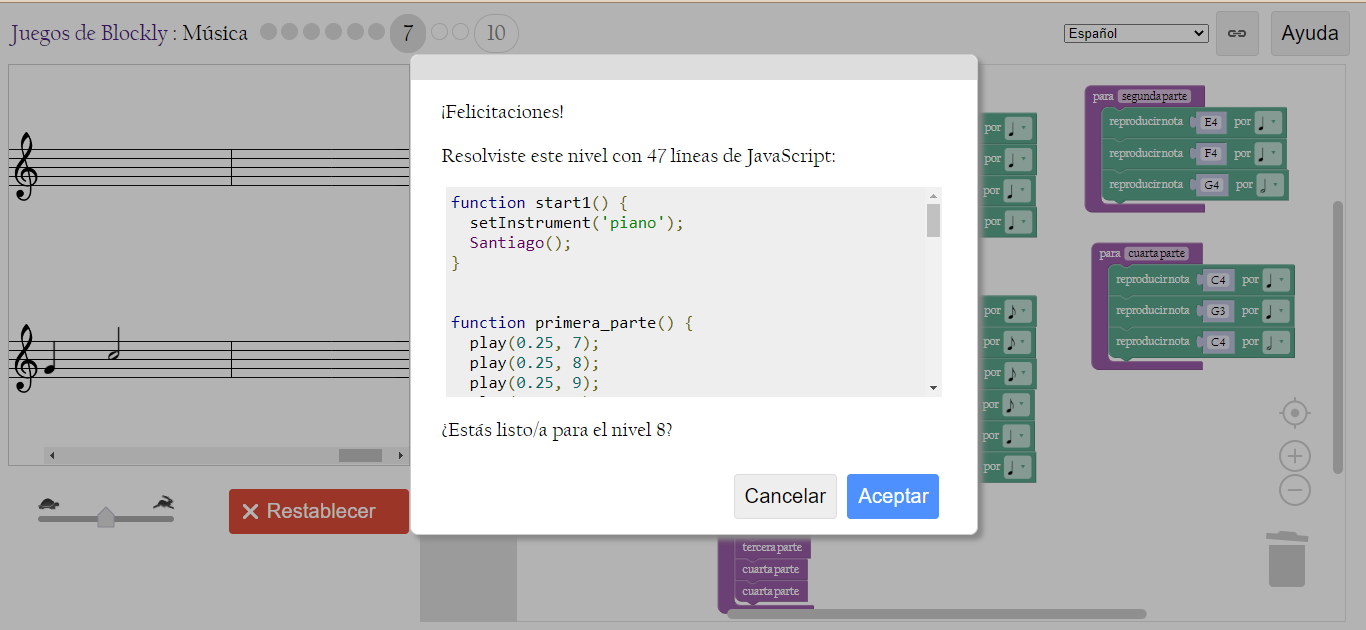 Juegos de Blockly : Música
7
10
Español
Ayuda
¡Felicitaciones!
Resolviste este nivel con 47 líneas de JavaScript:
function start1() {
setInstrument('piano');
Santiago();
}
function primera_parte() {
play(0.25, 7);
play(0.25, 8);
play(0.25, 9);
¿Estás listo/a para el nivel 8?
Cancelar
Aceptar
Restablecer
por
por
por
por
por
por
por
por
por
por
para segunda parte
reproducir nota E4 por
reproducir nota F4 por
reproducir nota G4 por
para cuarta parte
reproducir nota C4 por
reproducir nota G3 por
reproducir nota C4 por
tercera parte
cuarta parte
cuarta parte